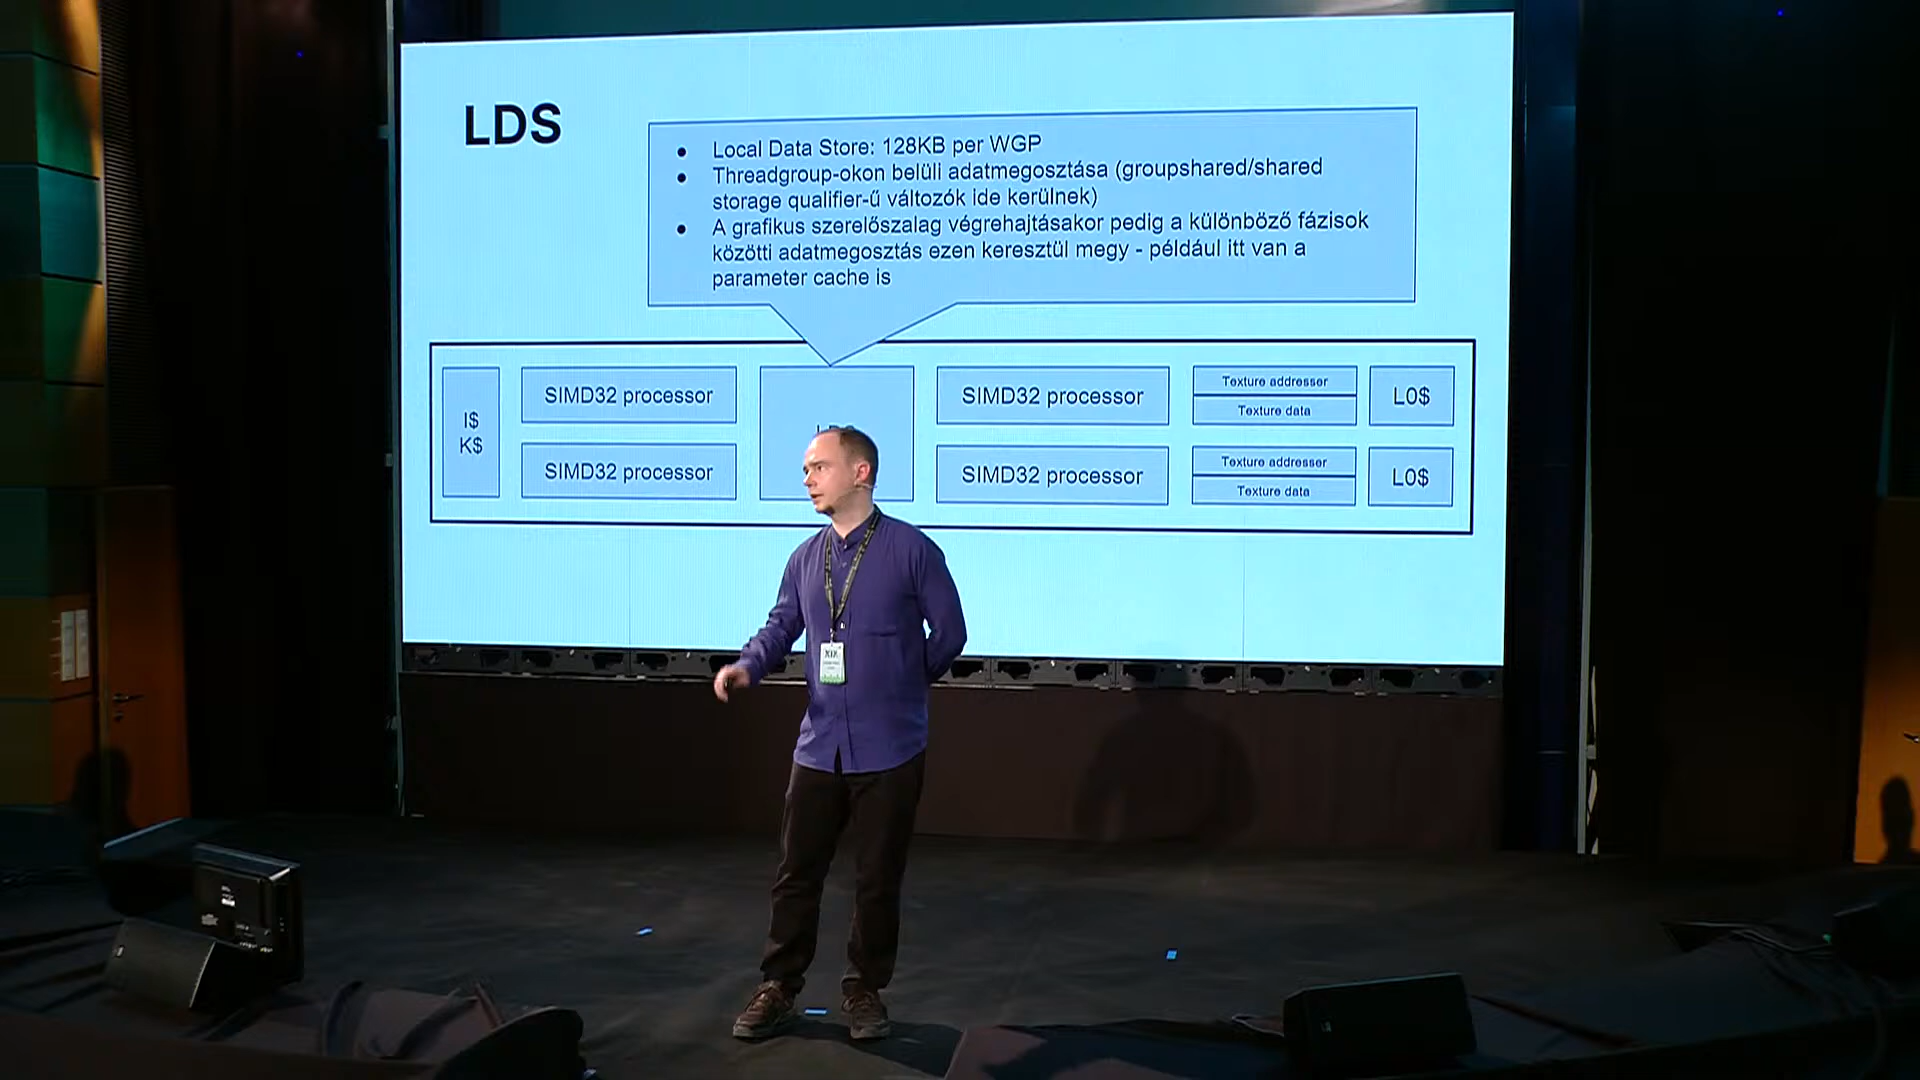 LDS
● Local Data Store: 128KB per WGP
● Threadgroup-okon belüli adatmegosztása (groupshared/shared
storage qualifier-ű változók ide kerülnek)
● A grafikus szerelőszalag végrehajtásakor pedig a különböző fázisok
közötti adatmegosztás ezen keresztül megy - például itt van a
parameter cache is
I$
K$
SIMD32 processor
SIMD32 processor
SIMD32 processor
SIMD32 processor
Texture addresser
Texture data
Texture addresser
Texture data
L0$
L0$